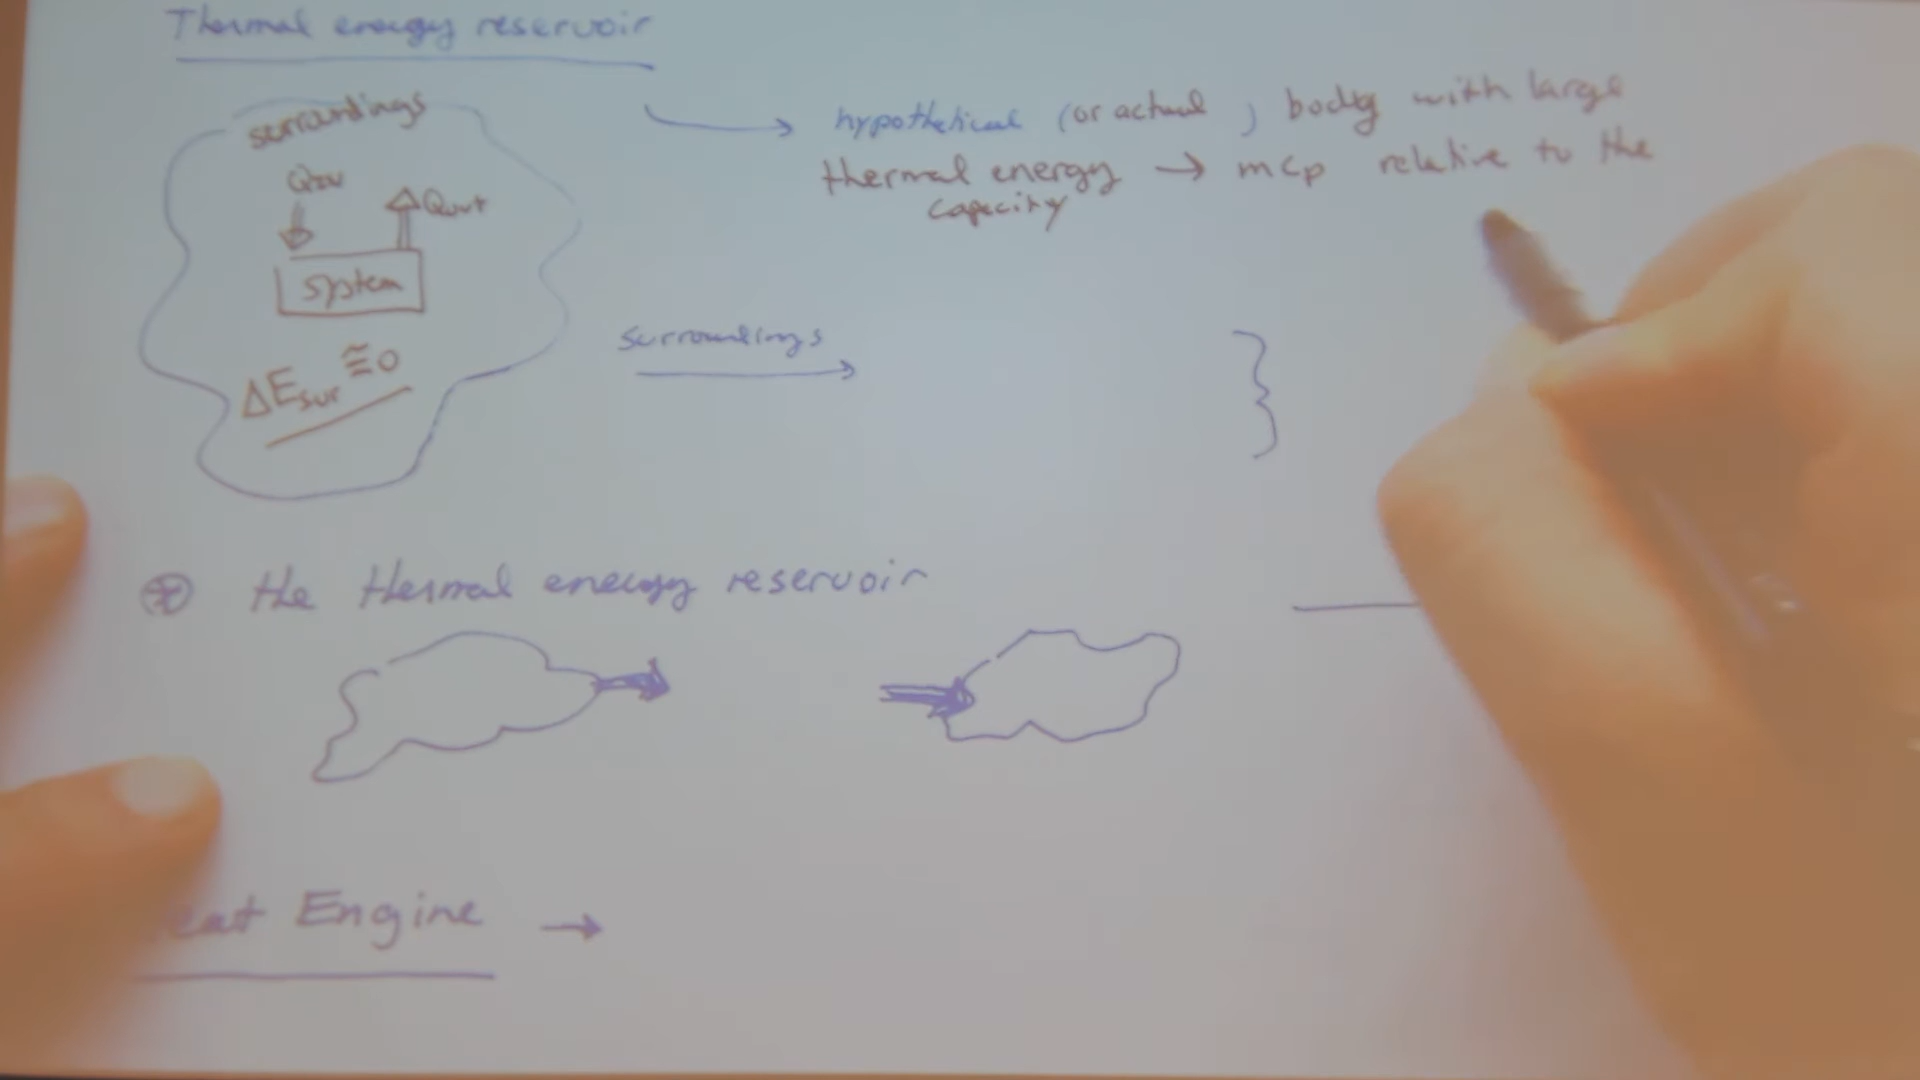 Thermal energy reservoir
surroundings
hypothetical (or actual ) body with large
thermal energy → mcp relative to the
capacity
Qout
system
ΔEsur ≅ 0
surroundings
⊛ the thermal energy reservoir
eat Engine →